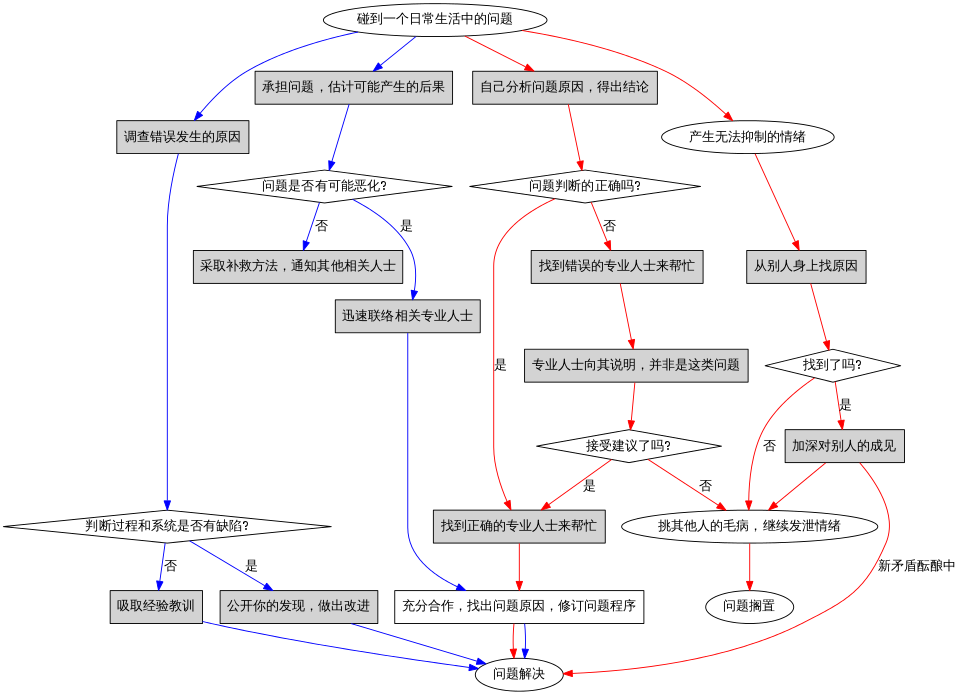 碰到一个日常生活中的问题
承担问题，估计可能产生的后果
自己分析问题原因，得出结论
调查错误发生的原因
产生无法抑制的情绪
问题是否有可能恶化?
问题判断的正确吗?
否
是
否
采取补救方法，通知其他相关人士
找到错误的专业人士来帮忙
从别人身上找原因
迅速联络相关专业人士
是
专业人士向其说明，并非是这类问题
找到了吗?
是
接受建议了吗?
否
加深对别人的成见
是
否
判断过程和系统是否有缺陷?
找到正确的专业人士来帮忙
挑其他人的毛病，继续发泄情绪
否
是
新矛盾酝酿中
吸取经验教训
公开你的发现，做出改进
充分合作，找出问题原因，修订问题程序
问题搁置
问题解决